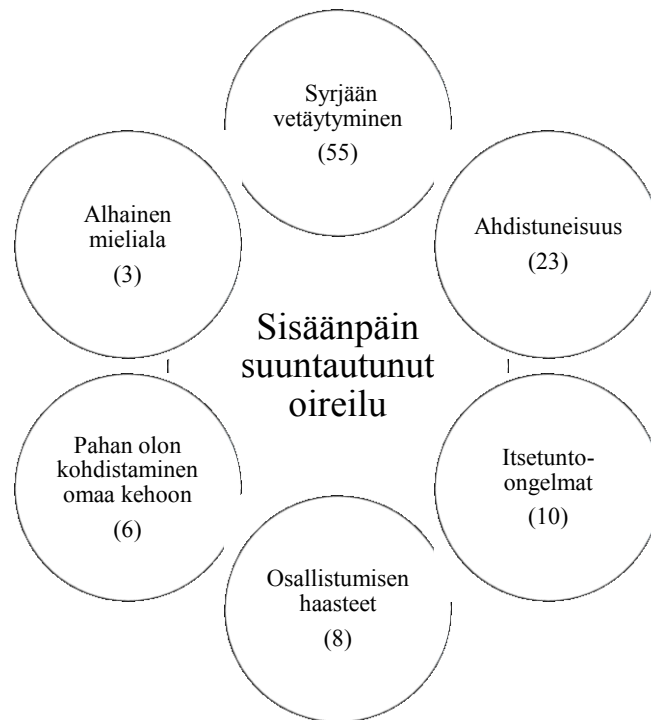 Syrjään
vetäytyminen
(55)
Ahdistuneisuus
(23)
Itsetunto-
ongelmat
(10)
Osallistumisen
haasteet
(8)
Pahan olon
kohdistaminen
omaa kehoon
(6)
Alhainen
mieliala
(3)
Sisäänpäin
suuntautunut
oireilu